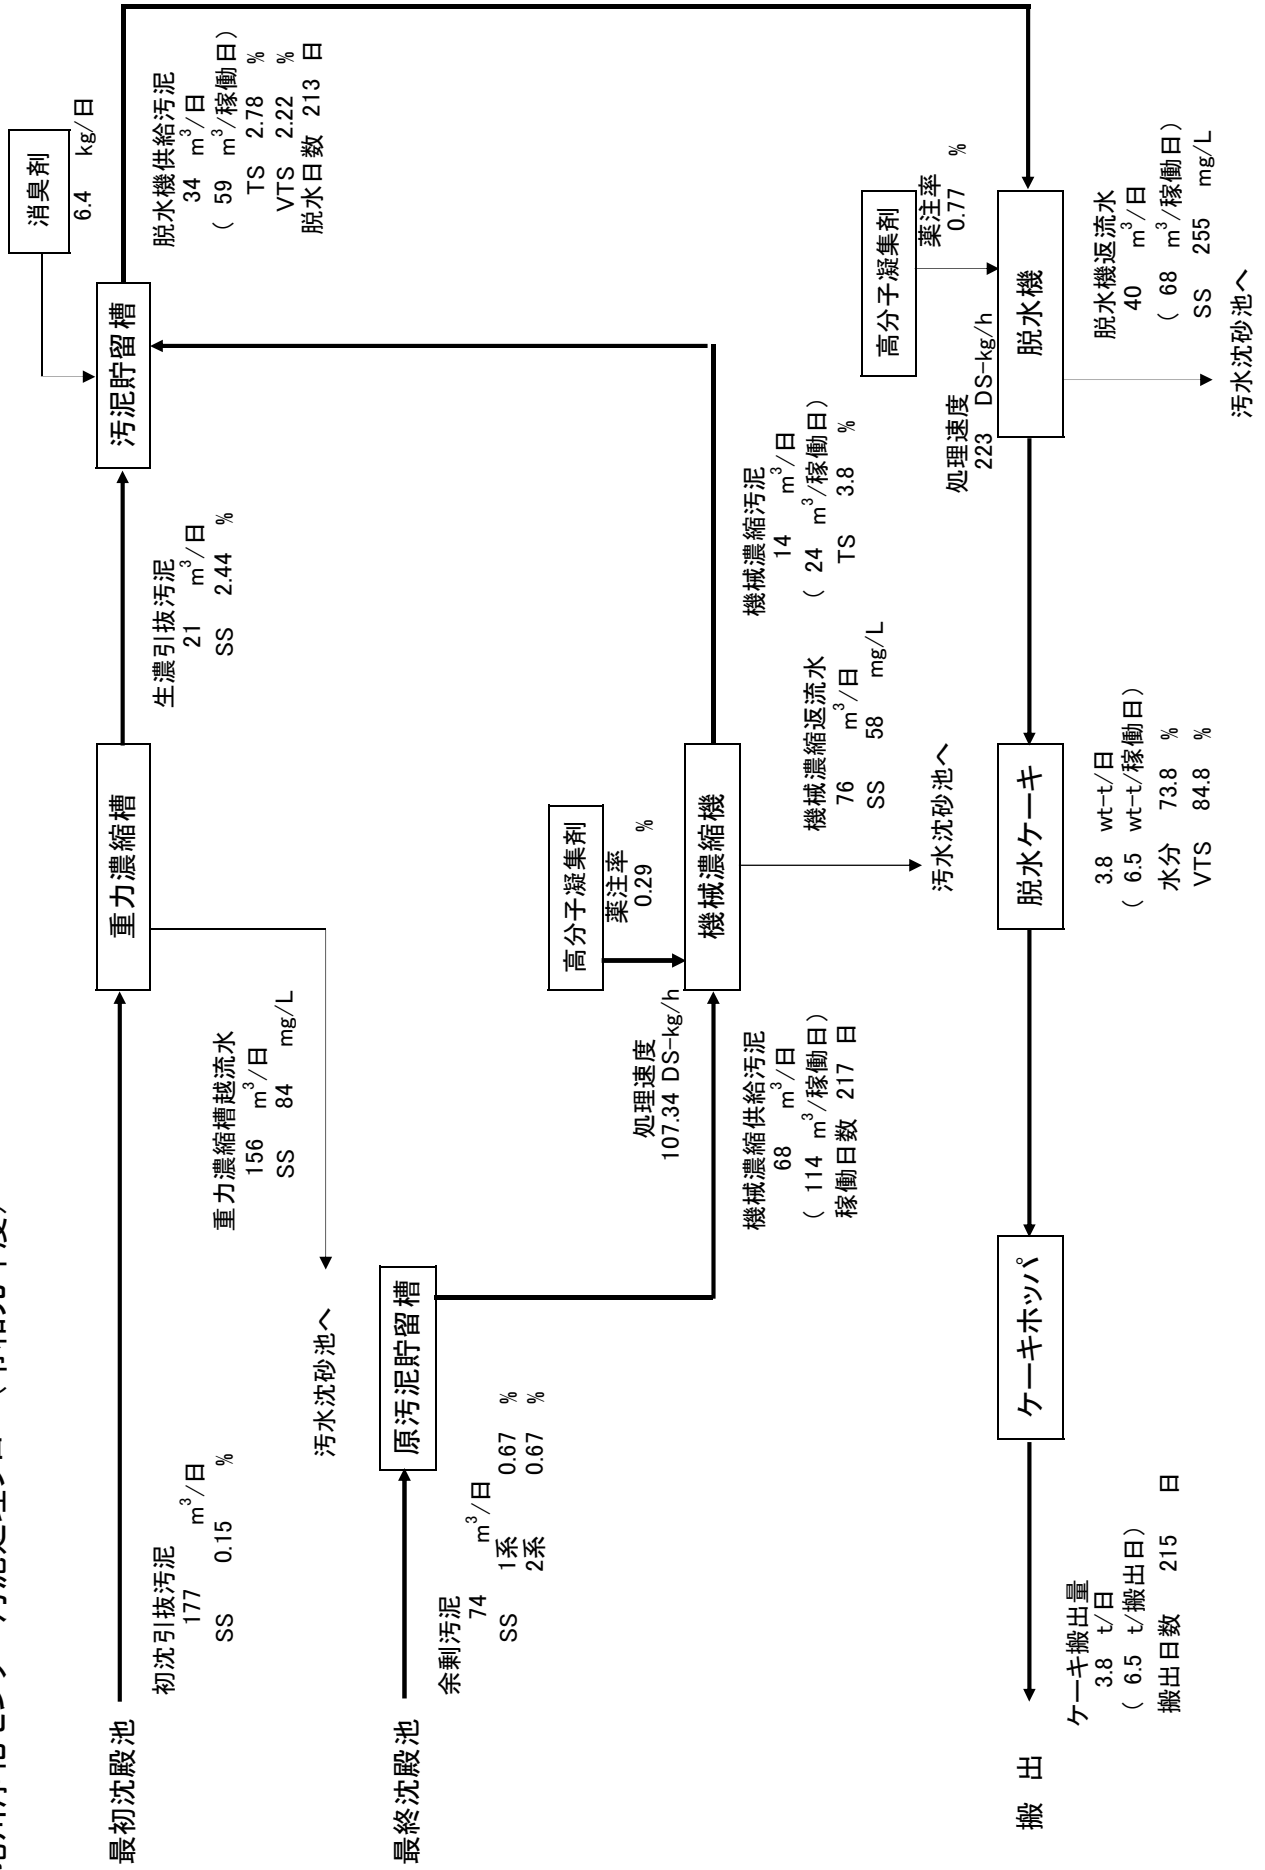 最初沈殿池
初沈引抜汚泥
177 m³/日
SS 0.15 %
重力濃縮槽
重力濃縮槽越流水
156 m³/日
SS 84 mg/L
汚水沈砂池へ
生濃引抜汚泥
21 m³/日
SS 2.44 %
汚泥貯留槽
消臭剤
6.4 kg/日
脱水機供給汚泥
34 m³/日
( 59 m³/稼働日)
TS 2.78 %
VTS 2.22 %
脱水日数 213 日
最終沈殿池
余剰汚泥
74 m³/日
SS 1系 0.67 %
2系 0.67 %
原汚泥貯留槽
高分子凝集剤
薬注率
0.29 %
処理速度
107.34 DS-kg/h
機械濃縮機
機械濃縮供給汚泥
68 m³/日
( 114 m³/稼働日)
稼働日数 217 日
機械濃縮返流水
76 m³/日
SS 58 mg/L
汚水沈砂池へ
機械濃縮汚泥
14 m³/日
( 24 m³/稼働日)
TS 3.8 %
高分子凝集剤
薬注率
0.77 %
処理速度
223 DS-kg/h
脱水機
脱水機返流水
40 m³/日
( 68 m³/稼働日)
SS 255 mg/L
汚水沈砂池へ
脱水ケーキ
3.8 wt-t/日
( 6.5 wt-t/稼働日)
水分 73.8 %
VTS 84.8 %
ケーキホッパ
搬 出
ケーキ搬出量
3.8 t/日
( 6.5 t/搬出日)
搬出日数 215 日